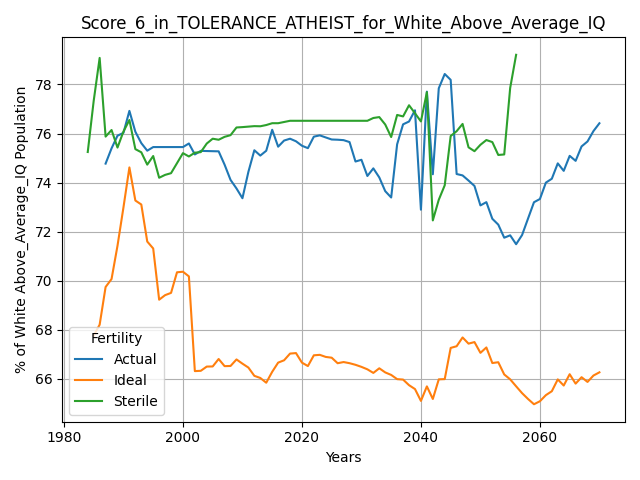 Score_6_in_TOLERANCE_ATHEIST_for_White_Above_Average_IQ
% of White Above_Average_IQ Population
78
76
74
72
70
68
66
Fertility
Actual
Ideal
Sterile
1980
2000
2020
2040
2060
Years